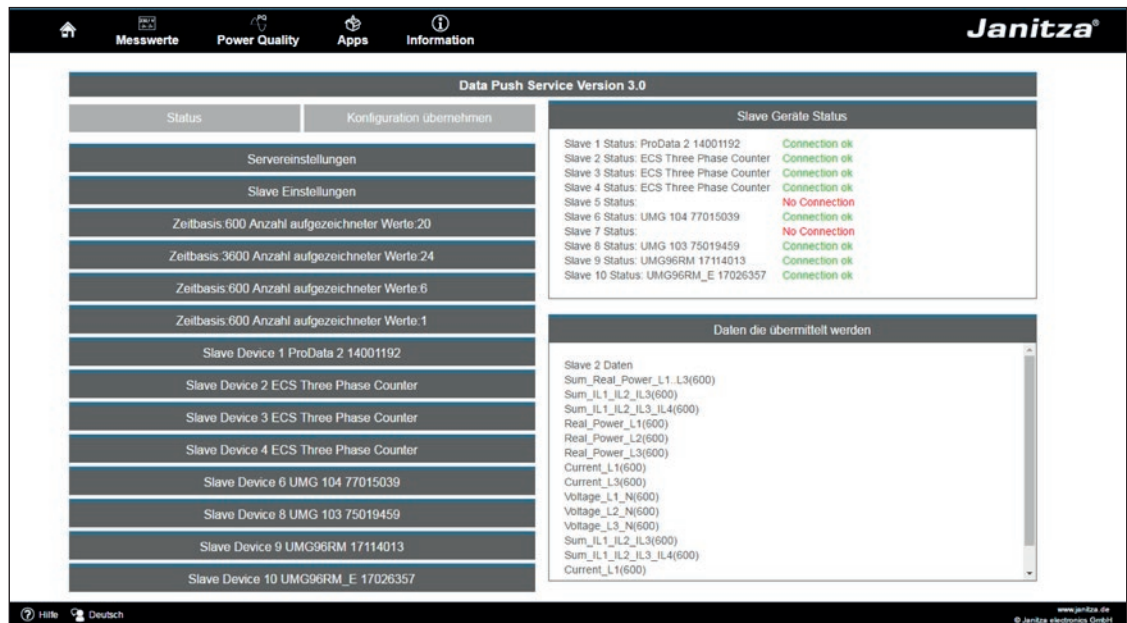 Messwerte
Power Quality
Apps
Information
Janitza®
Data Push Service Version 3.0
Status
Konfiguration übernehmen
Servereinstellungen
Slave Einstellungen
Zeitbasis:600 Anzahl aufgezeichneter Werte:20
Zeitbasis:3600 Anzahl aufgezeichneter Werte:24
Zeitbasis:600 Anzahl aufgezeichneter Werte:6
Zeitbasis:600 Anzahl aufgezeichneter Werte:1
Slave Device 1 ProData 2 14001192
Slave Device 2 ECS Three Phase Counter
Slave Device 3 ECS Three Phase Counter
Slave Device 4 ECS Three Phase Counter
Slave Device 6 UMG 104 77015039
Slave Device 8 UMG 103 75019459
Slave Device 9 UMG96RM 17114013
Slave Device 10 UMG96RM_E 17026357
Slave Geräte Status
Slave 1 Status: ProData 2 14001192 Connection ok
Slave 2 Status: ECS Three Phase Counter Connection ok
Slave 3 Status: ECS Three Phase Counter Connection ok
Slave 4 Status: ECS Three Phase Counter Connection ok
Slave 5 Status: No Connection
Slave 6 Status: UMG 104 77015039 Connection ok
Slave 7 Status: No Connection
Slave 8 Status: UMG 103 75019459 Connection ok
Slave 9 Status: UMG96RM 17114013 Connection ok
Slave 10 Status: UMG96RM_E 17026357 Connection ok
Daten die übermittelt werden
Slave 2 Daten
Sum_Real_Power_L1..L3(600)
Sum_IL1_IL2_IL3(600)
Sum_IL1_IL2_IL3_IL4(600)
Real_Power_L1(600)
Real_Power_L2(600)
Real_Power_L3(600)
Current_L1(600)
Current_L3(600)
Voltage_L1_N(600)
Voltage_L2_N(600)
Voltage_L3_N(600)
Sum_IL1_IL2_IL3(600)
Sum_IL1_IL2_IL3_IL4(600)
Current_L1(600)
Hilfe
Deutsch
www.janitza.de
© Janitza electronics GmbH